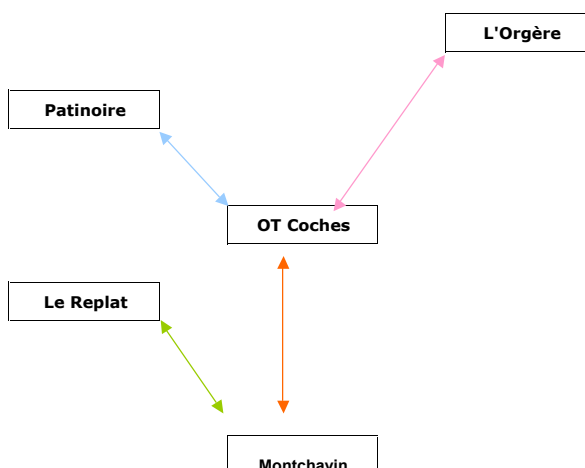 L'Orgère
Patinoire
OT Coches
Le Replat
Montchavin